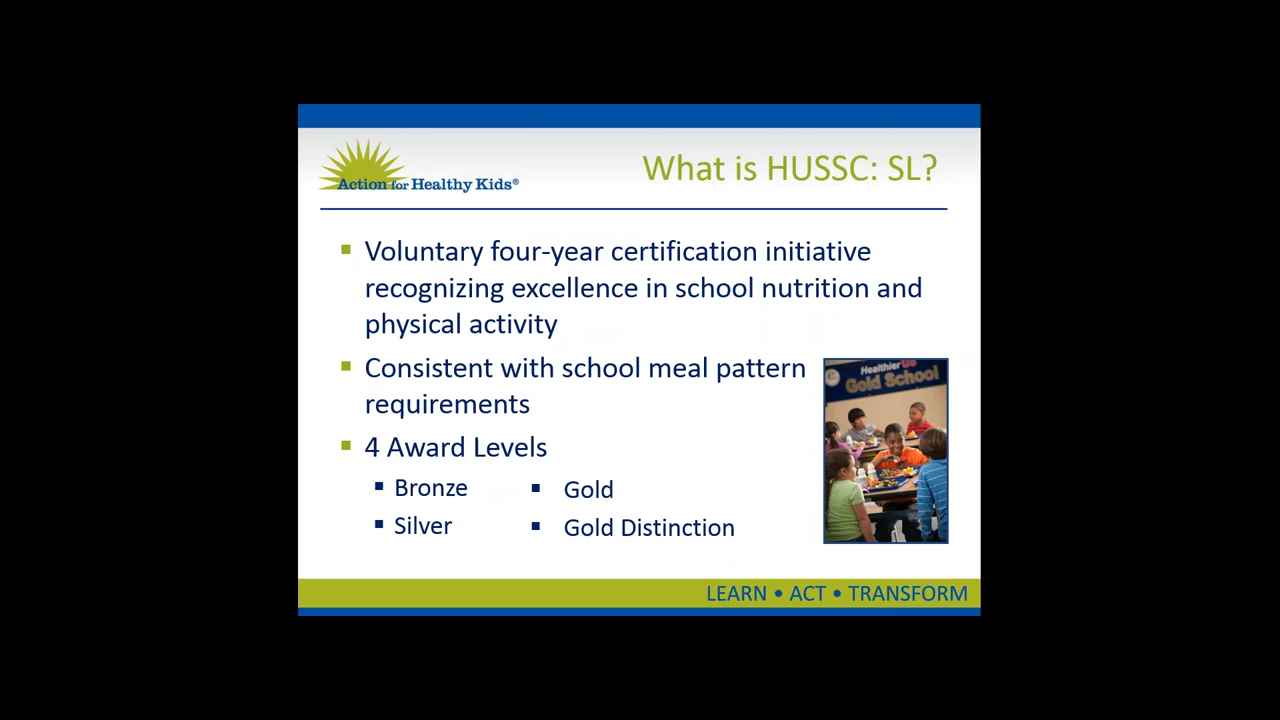 Action for Healthy Kids®
What is HUSSC: SL?
▪ Voluntary four-year certification initiative
recognizing excellence in school nutrition and
physical activity
▪ Consistent with school meal pattern
requirements
▪ 4 Award Levels
▪ Bronze
▪ Silver
▪ Gold
▪ Gold Distinction
Healthier US
Gold School
LEARN • ACT • TRANSFORM